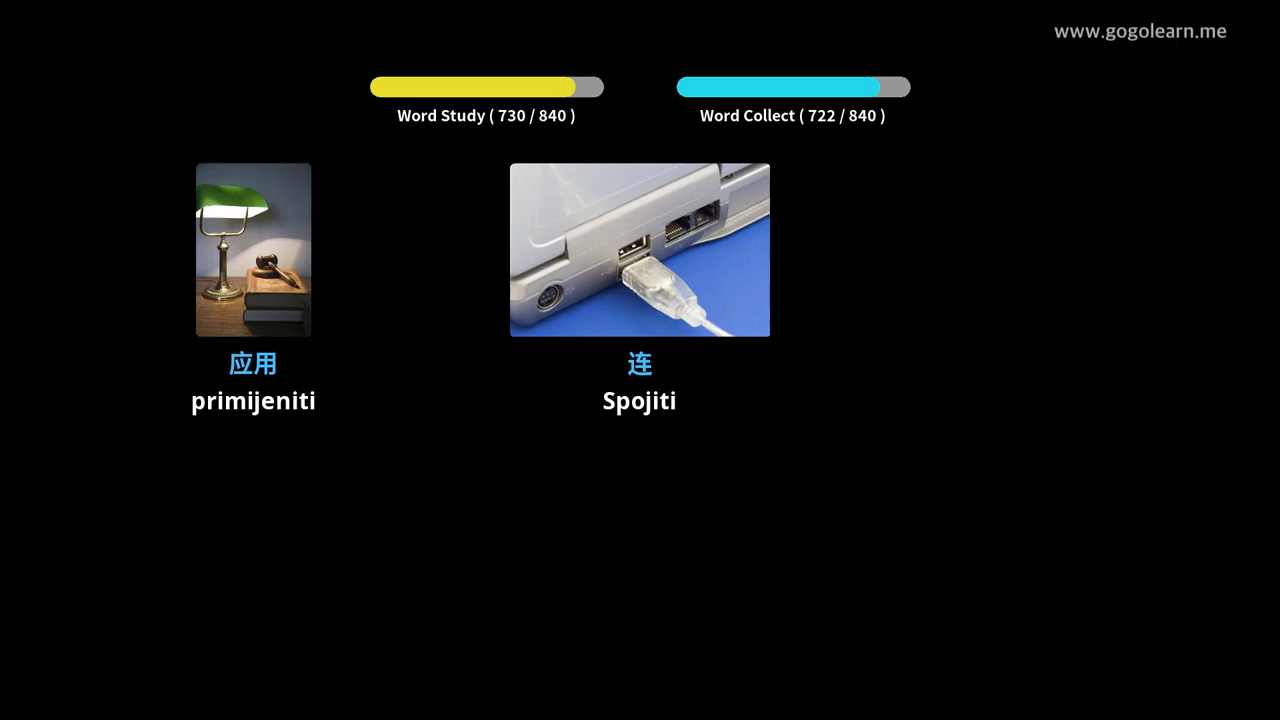 www.gogolearn.me
Word Study ( 730 / 840 )
Word Collect ( 722 / 840 )
应用
primijeniti
连
Spojiti